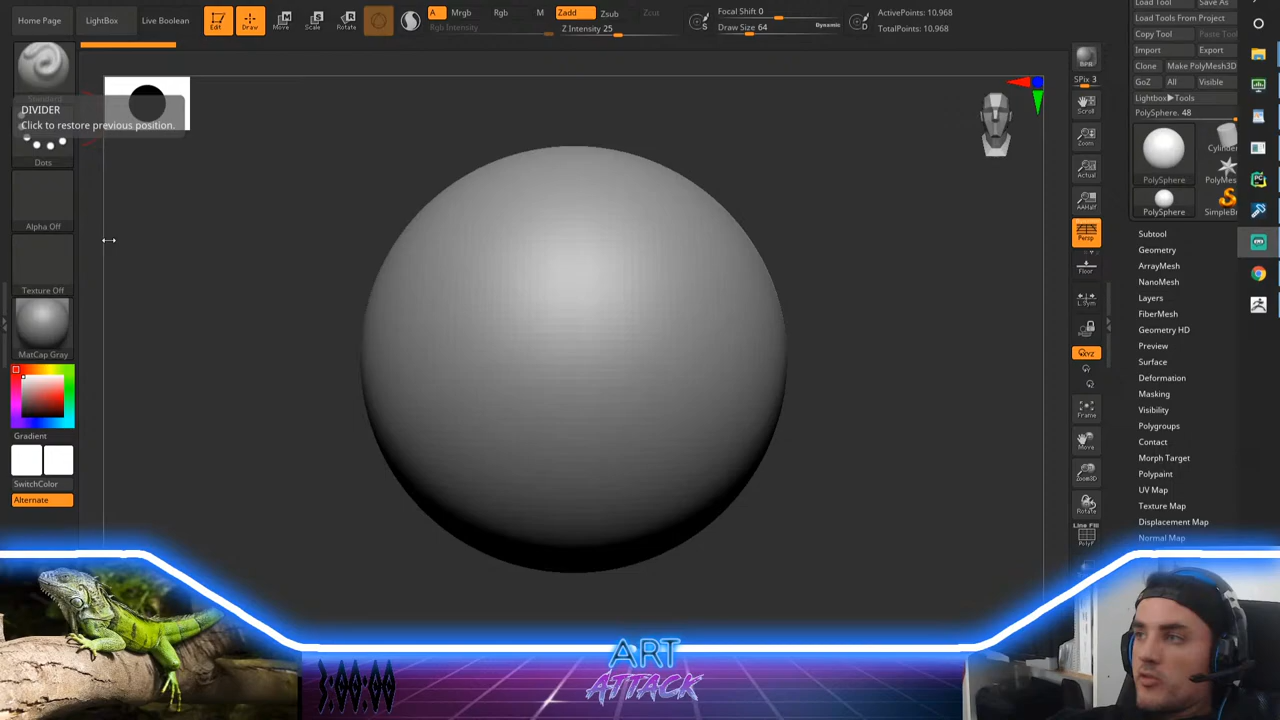 Home Page
LightBox
Live Boolean
Edit
Draw
Move
Scale
Rotate
A
Mrgb
Rgb
M
Rgb Intensity
Zadd
Zsub
Zcut
Z Intensity 25
S
Focal Shift 0
Draw Size 64
Dynamic
D
ActivePoints: 10,968
TotalPoints: 10,968
DIVIDER
Click to restore previous position.
Dots
Alpha Off
Texture Off
MatCap Gray
Gradient
SwitchColor
Alternate
BPR
SPix 3
Scroll
Zoom
Actual
AAHalf
Persp
Floor
L.Sym
XYZ
Frame
Move
Zoom3D
Rotate
Line Fill
PolyF
Load Tool
Save As
Load Tools From Project
Copy Tool
Paste Tool
Import
Export
Clone
Make PolyMesh3D
GoZ
All
Visible
Lightbox▶Tools
PolySphere. 48
PolySphere
Cylinde
PolyMes
PolySphere
SimpleBr
Subtool
Geometry
ArrayMesh
NanoMesh
Layers
FiberMesh
Geometry HD
Preview
Surface
Deformation
Masking
Visibility
Polygroups
Contact
Morph Target
Polypaint
UV Map
Texture Map
Displacement Map
Normal Map
ART
ATTACK